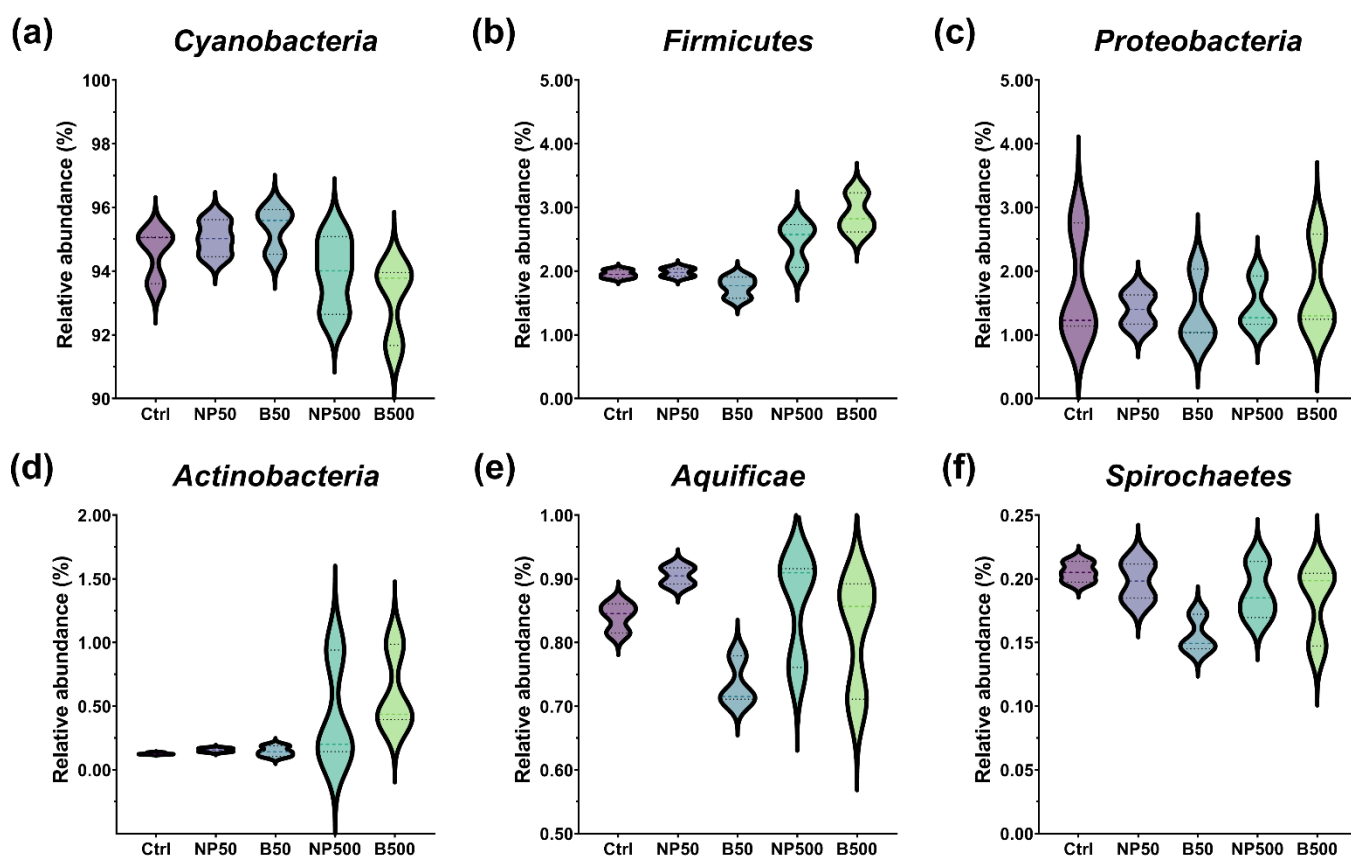 (a)
Cyanobacteria
Relative abundance (%)
100
98
96
94
92
90
Ctrl NP50 B50 NP500 B500
(b)
Firmicutes
Relative abundance (%)
5.00
4.00
3.00
2.00
1.00
0.00
Ctrl NP50 B50 NP500 B500
(c)
Proteobacteria
Relative abundance (%)
5.00
4.00
3.00
2.00
1.00
0.00
Ctrl NP50 B50 NP500 B500
(d)
Actinobacteria
Relative abundance (%)
2.00
1.50
1.00
0.50
0.00
Ctrl NP50 B50 NP500 B500
(e)
Aquificae
Relative abundance (%)
1.00
0.90
0.80
0.70
0.60
0.50
Ctrl NP50 B50 NP500 B500
(f)
Spirochaetes
Relative abundance (%)
0.25
0.20
0.15
0.10
0.05
0.00
Ctrl NP50 B50 NP500 B500